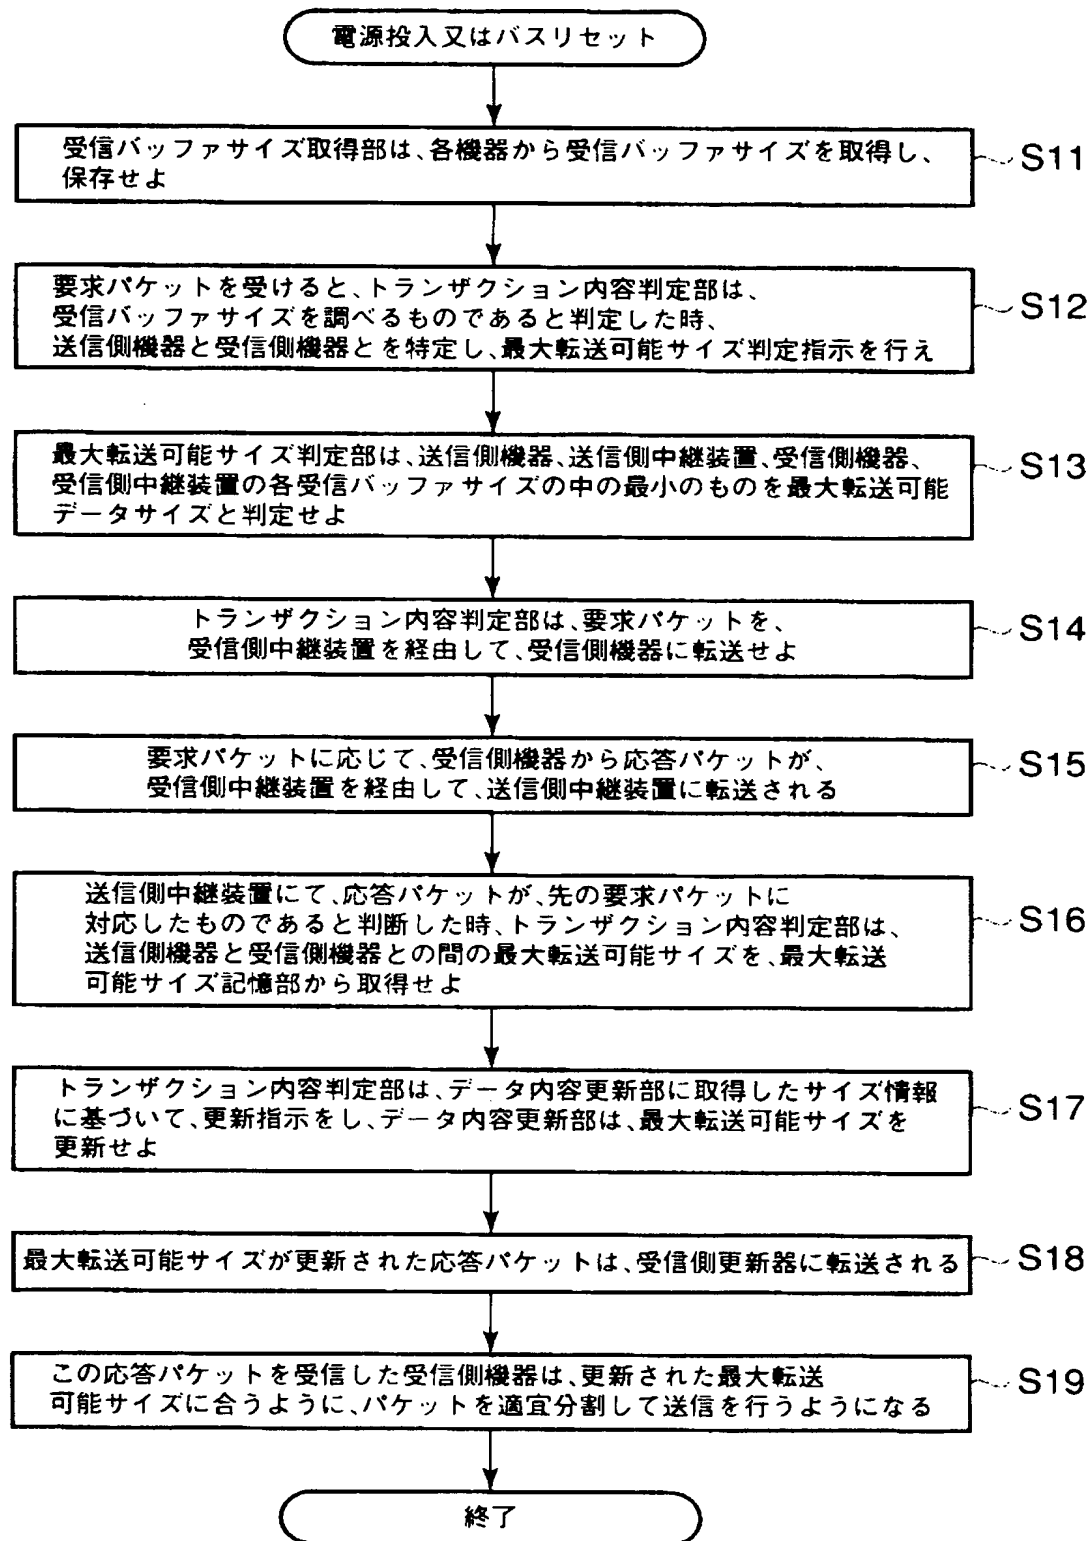 電源投入又はバスリセット
受信バッファサイズ取得部は、各機器から受信バッファサイズを取得し、
保存せよ
S11
要求パケットを受けると、トランザクション内容判定部は、
受信バッファサイズを調べるものであると判定した時、
送信側機器と受信側機器とを特定し、最大転送可能サイズ判定指示を行え
S12
最大転送可能サイズ判定部は、送信側機器、送信側中継装置、受信側機器、
受信側中継装置の各受信バッファサイズの中の最小のものを最大転送可能
データサイズと判定せよ
S13
トランザクション内容判定部は、要求パケットを、
受信側中継装置を経由して、受信側機器に転送せよ
S14
要求パケットに応じて、受信側機器から応答パケットが、
受信側中継装置を経由して、送信側中継装置に転送される
S15
送信側中継装置にて、応答パケットが、先の要求パケットに
対応したものであると判断した時、トランザクション内容判定部は、
送信側機器と受信側機器との間の最大転送可能サイズを、最大転送
可能サイズ記憶部から取得せよ
S16
トランザクション内容判定部は、データ内容更新部に取得したサイズ情報
に基づいて、更新指示をし、データ内容更新部は、最大転送可能サイズを
更新せよ
S17
最大転送可能サイズが更新された応答パケットは、受信側更新器に転送される
S18
この応答パケットを受信した受信側機器は、更新された最大転送
可能サイズに合うように、パケットを適宜分割して送信を行うようになる
S19
終了